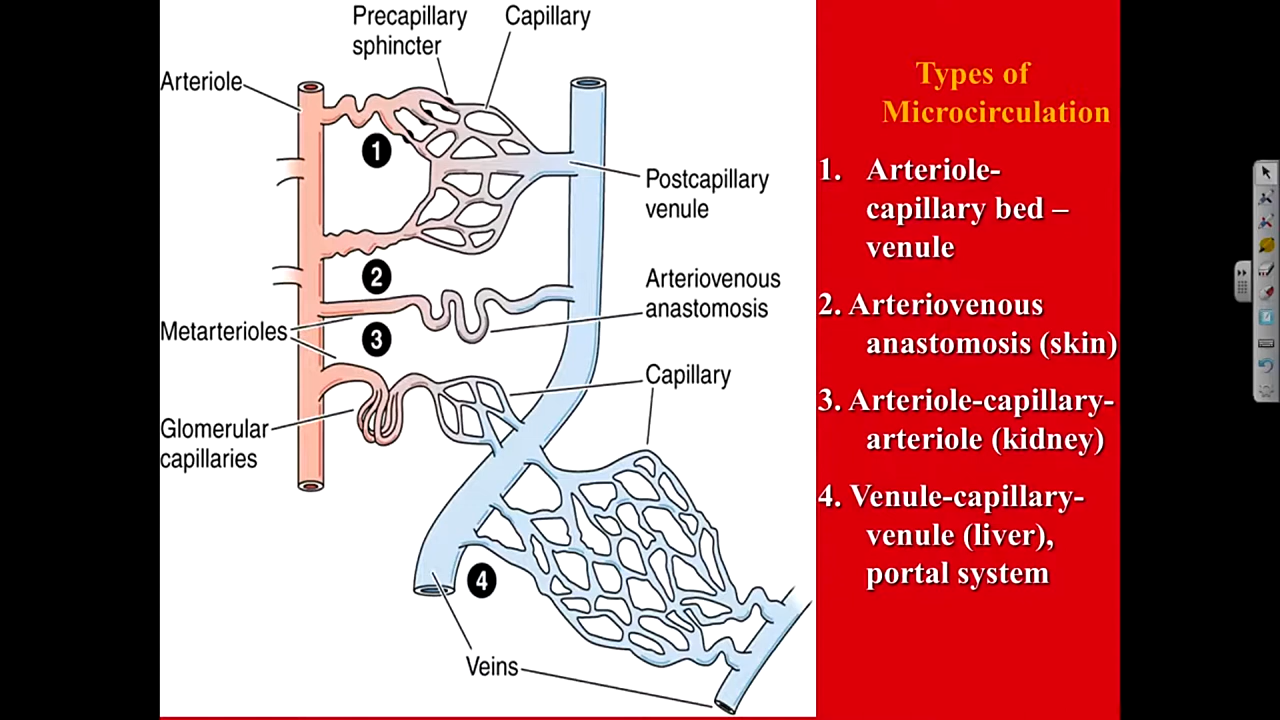 Precapillary
sphincter
Capillary
Arteriole
1
Postcapillary
venule
2
Arteriovenous
anastomosis
Metarterioles
3
Capillary
Glomerular
capillaries
4
Veins
Types of
Microcirculation
1. Arteriole-
capillary bed –
venule
2. Arteriovenous
anastomosis (skin)
3. Arteriole-capillary-
arteriole (kidney)
4. Venule-capillary-
venule (liver),
portal system